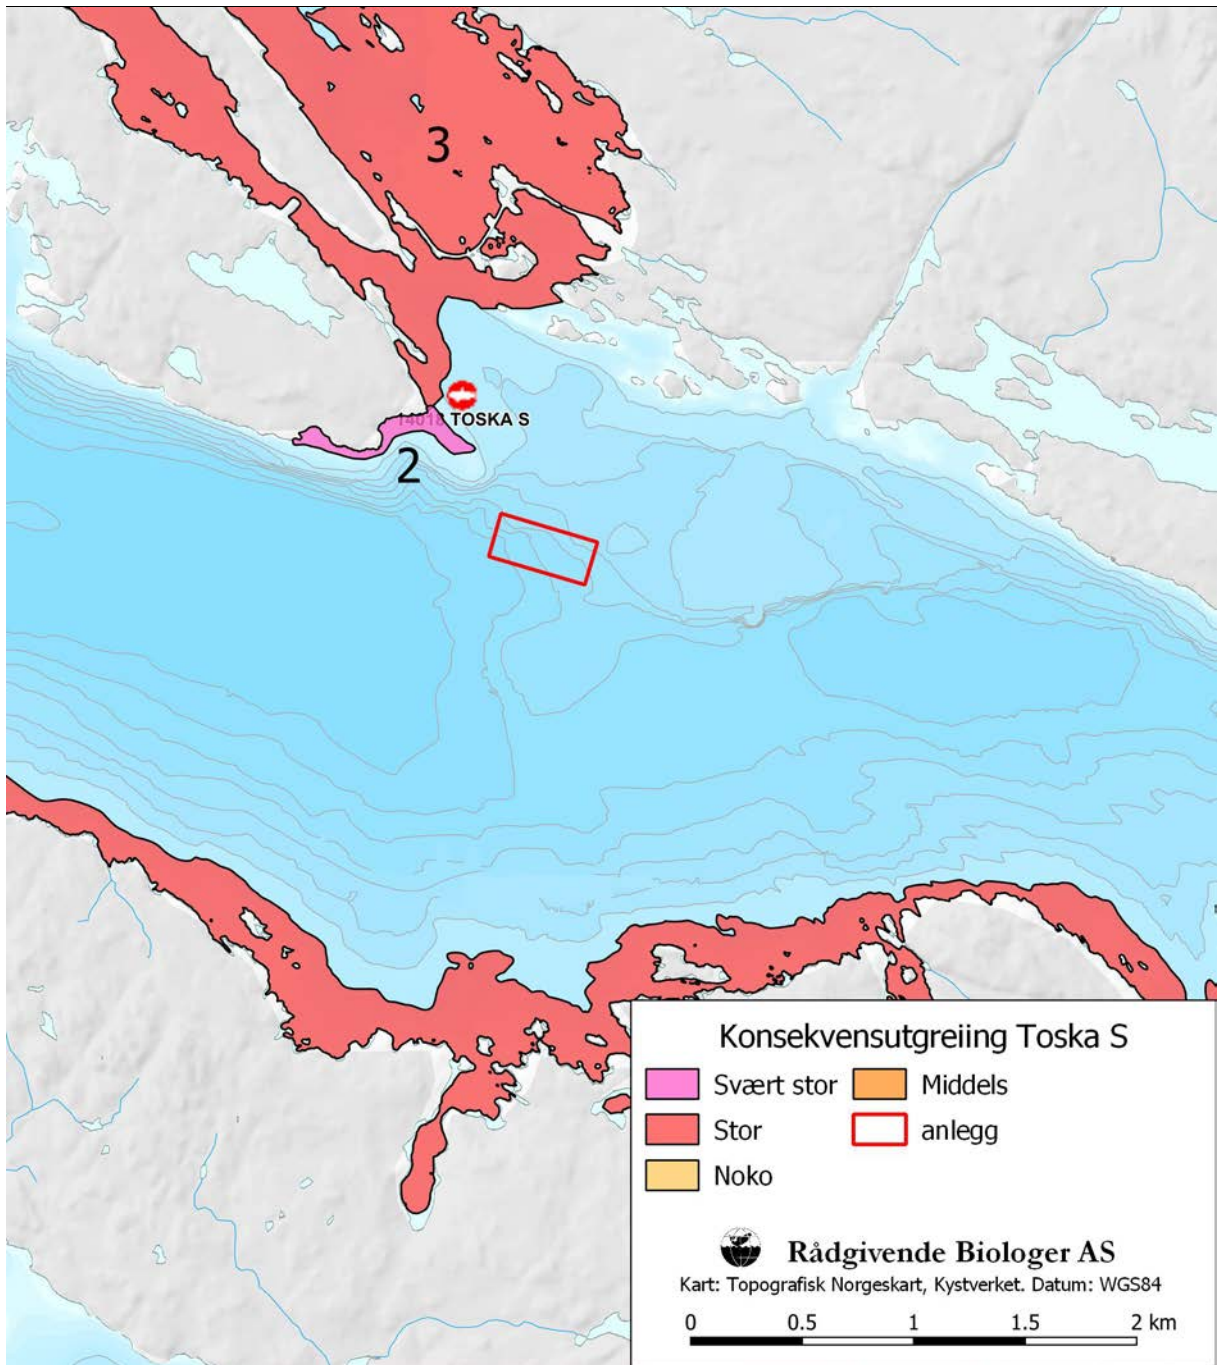 3
14018 TOSKA S
2
Konsekvensutgreiing Toska S
Svært stor
Middels
Stor
anlegg
Noko
Rådgivende Biologer AS
Kart: Topografisk Norgeskart, Kystverket. Datum: WGS84
0 0.5 1 1.5 2 km